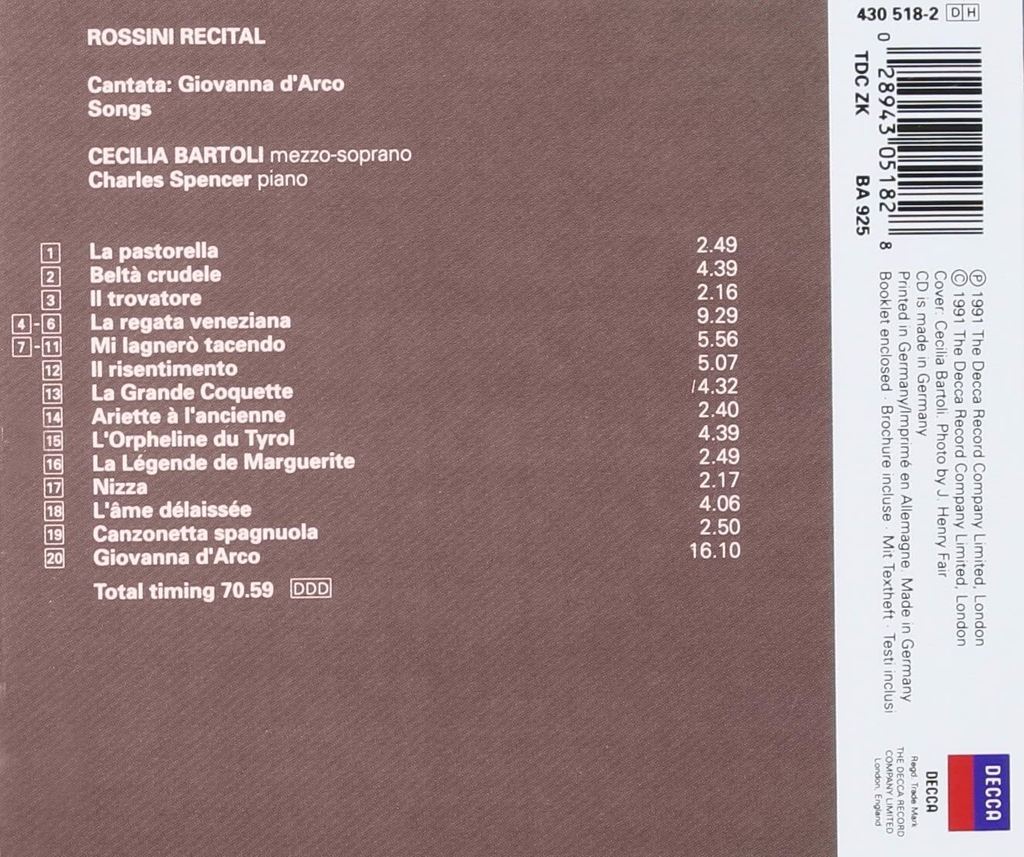 ROSSINI RECITAL
Cantata: Giovanna d'Arco
Songs
CECILIA BARTOLI mezzo-soprano
Charles Spencer piano
1 La pastorella 2.49
2 Beltà crudele 4.39
3 Il trovatore 2.16
4-6 La regata veneziana 9.29
7-11 Mi lagnerò tacendo 5.56
12 Il risentimento 5.07
13 La Grande Coquette 4.32
14 Ariette à l'ancienne 2.40
15 L'Orpheline du Tyrol 4.39
16 La Légende de Marguerite 2.49
17 Nizza 2.17
18 L'âme délaissée 4.06
19 Canzonetta spagnuola 2.50
20 Giovanna d'Arco 16.10
Total timing 70.59 DDD
430 518-2 DH
0 28943 05182 8
TDC ZK BA 925
℗ 1991 The Decca Record Company Limited, London
© 1991 The Decca Record Company Limited, London
Cover: Cecilia Bartoli. Photo by J. Henry Fair
CD is made in Germany
Printed in Germany/Imprimé en Allemagne. Made in Germany
Booklet enclosed · Brochure incluse · Mit Textheft · Testi inclusi
DECCA
DECCA
Regd. Trade Mark
THE DECCA RECORD
COMPANY LIMITED
London, England